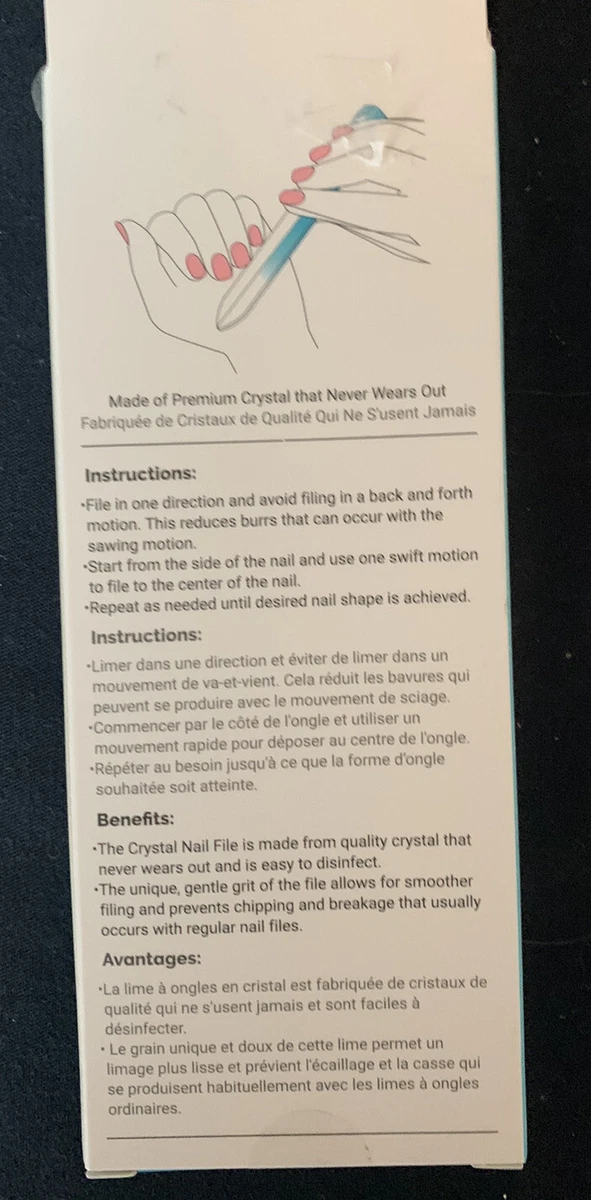 Made of Premium Crystal that Never Wears Out
Fabriquée de Cristaux de Qualité Qui Ne S'usent Jamais
Instructions:
•File in one direction and avoid filing in a back and forth
motion. This reduces burrs that can occur with the
sawing motion.
•Start from the side of the nail and use one swift motion
to file to the center of the nail.
•Repeat as needed until desired nail shape is achieved.
Instructions:
•Limer dans une direction et éviter de limer dans un
mouvement de va-et-vient. Cela réduit les bavures qui
peuvent se produire avec le mouvement de sciage.
•Commencer par le côté de l'ongle et utiliser un
mouvement rapide pour déposer au centre de l'ongle.
•Répéter au besoin jusqu'à ce que la forme d'ongle
souhaitée soit atteinte.
Benefits:
•The Crystal Nail File is made from quality crystal that
never wears out and is easy to disinfect.
•The unique, gentle grit of the file allows for smoother
filing and prevents chipping and breakage that usually
occurs with regular nail files.
Avantages:
•La lime à ongles en cristal est fabriquée de cristaux de
qualité qui ne s'usent jamais et sont faciles à
désinfecter.
• Le grain unique et doux de cette lime permet un
limage plus lisse et prévient l'écaillage et la casse qui
se produisent habituellement avec les limes à ongles
ordinaires.